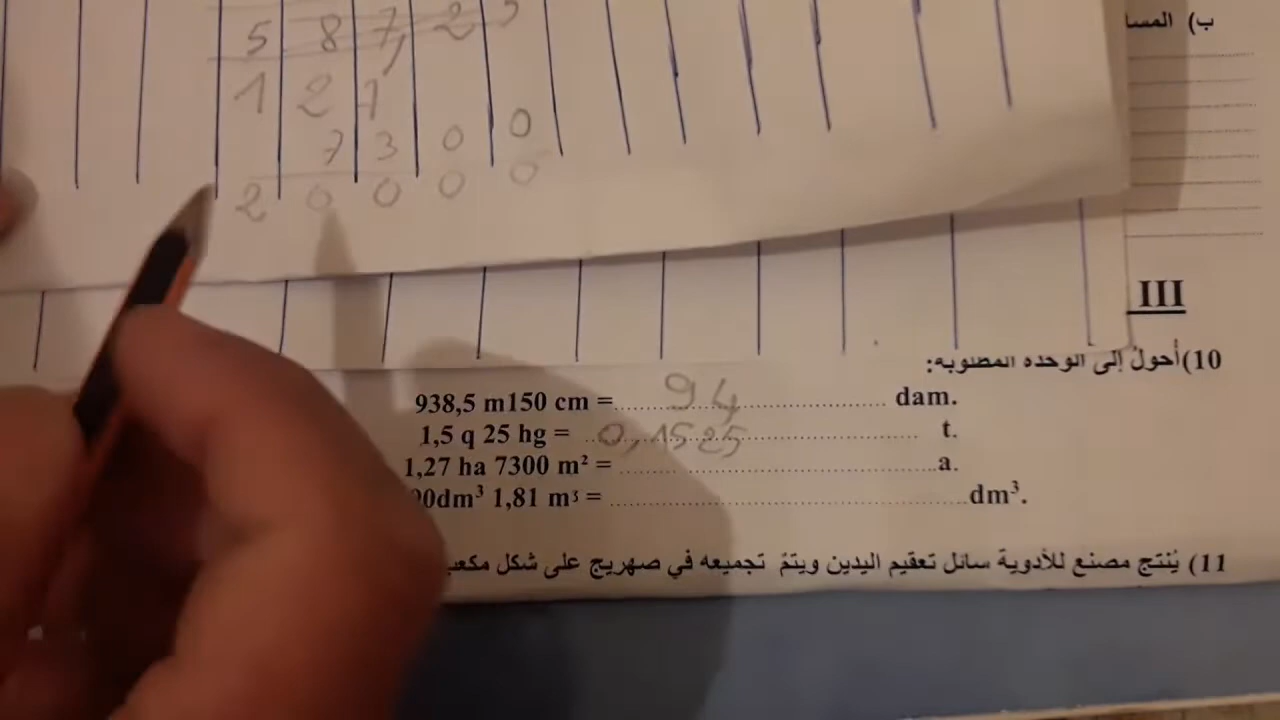 5 8 7, 2
1 2 7
7 3 0 0
2 0 0 0 0
ب) المسا
III
10) أحول إلى الوحدة المطلوبة:
938,5 m150 cm = 94 dam.
1,5 q 25 hg = 0,1525 t.
1,27 ha 7300 m² = a.
00dm³ 1,81 m³ = dm³.
11) يُنتج مصنع للأدوية سائل تعقيم اليدين ويتمّ تجميعه في صهريج على شكل مكعب